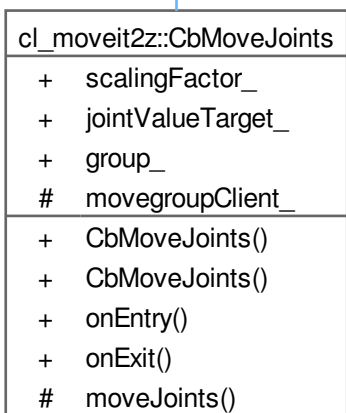 cl_moveit2z::CbMoveJoints
+ scalingFactor_
+ jointValueTarget_
+ group_
# movegroupClient_
+ CbMoveJoints()
+ CbMoveJoints()
+ onEntry()
+ onExit()
# moveJoints()